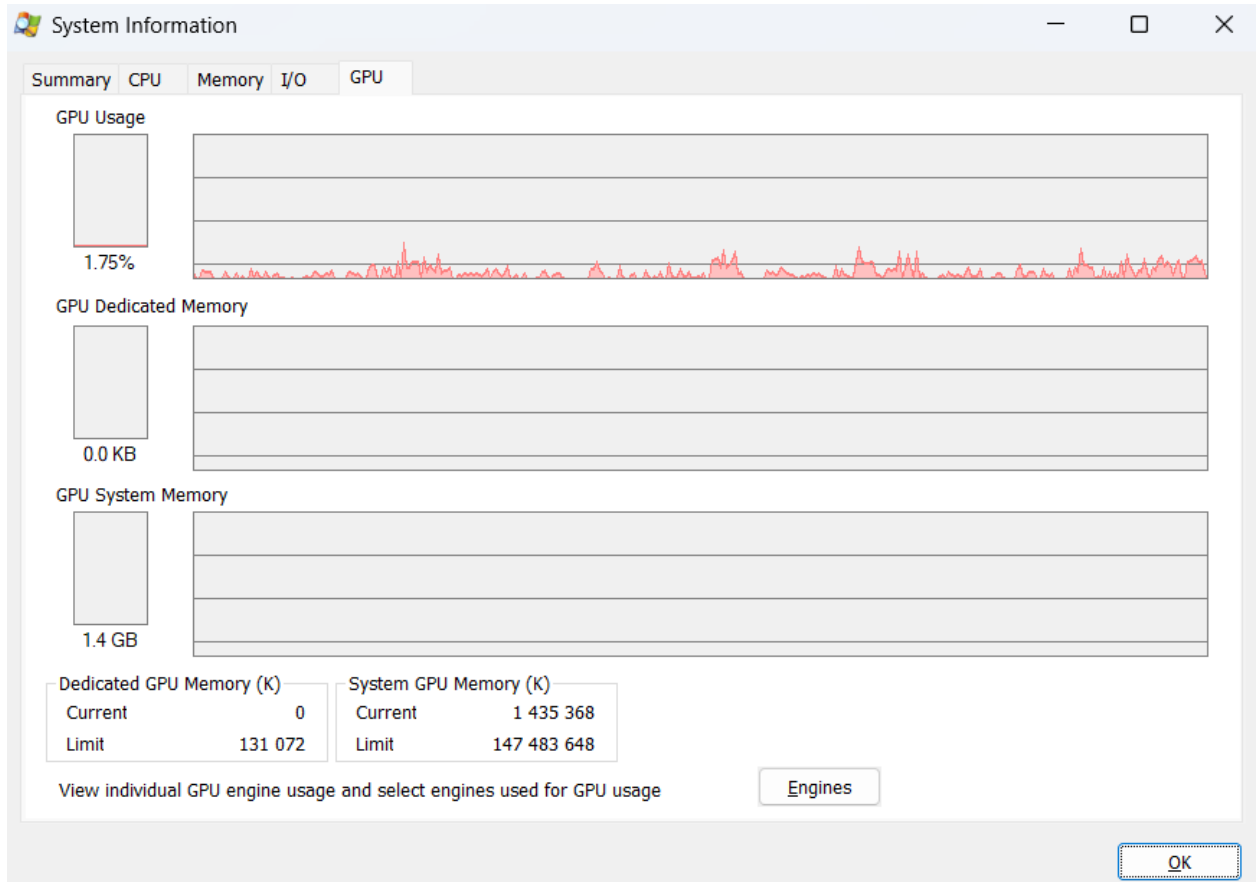 System Information
Summary CPU Memory I/O GPU
GPU Usage
1.75%
GPU Dedicated Memory
0.0 KB
GPU System Memory
1.4 GB
Dedicated GPU Memory (K) System GPU Memory (K)
Current 0 Current 1 435 368
Limit 131 072 Limit 147 483 648
View individual GPU engine usage and select engines used for GPU usage Engines
OK